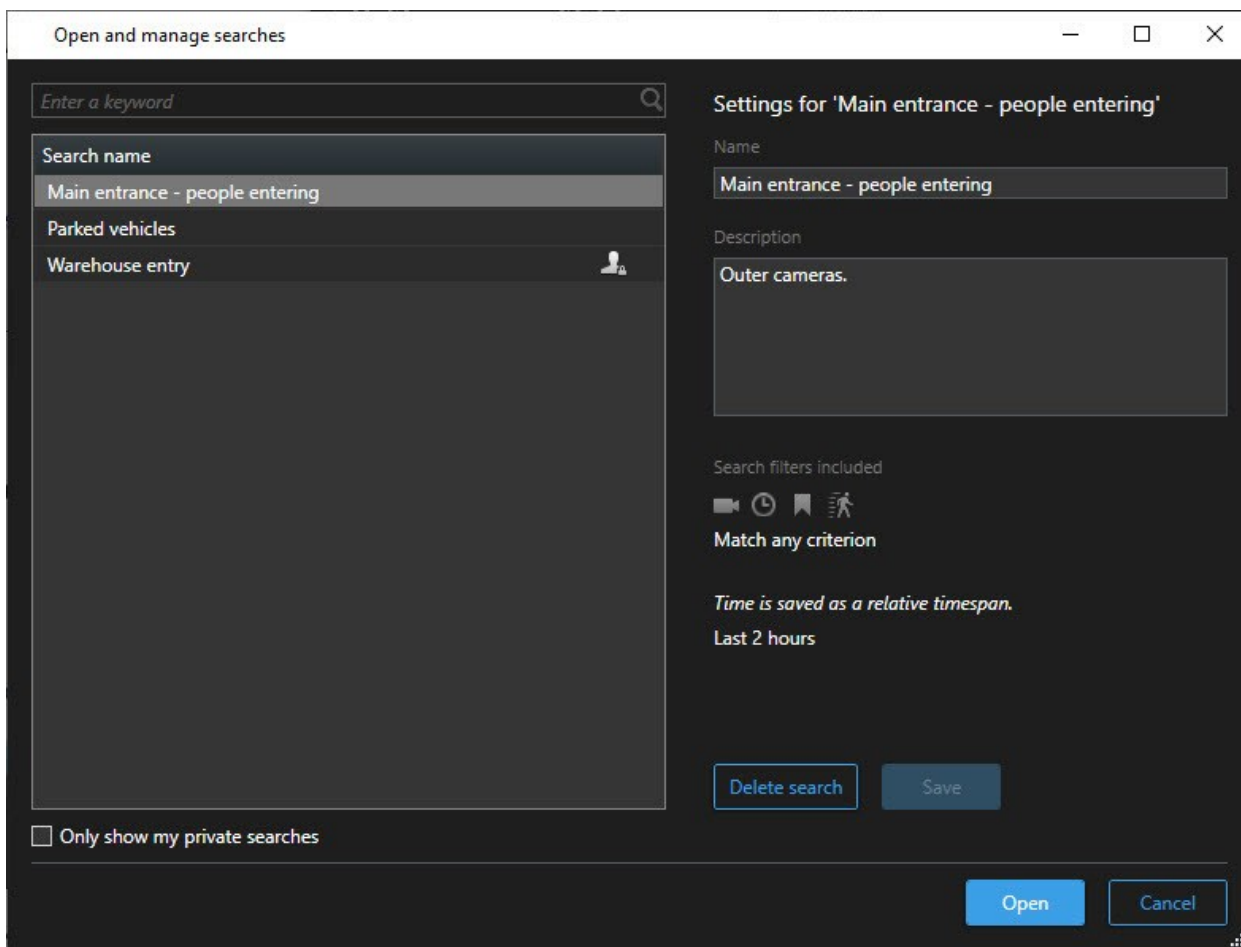 Open and manage searches
Enter a keyword
Search name
Main entrance - people entering
Parked vehicles
Warehouse entry
Only show my private searches
Settings for 'Main entrance - people entering'
Name
Main entrance - people entering
Description
Outer cameras.
Search filters included
Match any criterion
Time is saved as a relative timespan.
Last 2 hours
Delete search
Save
Open
Cancel